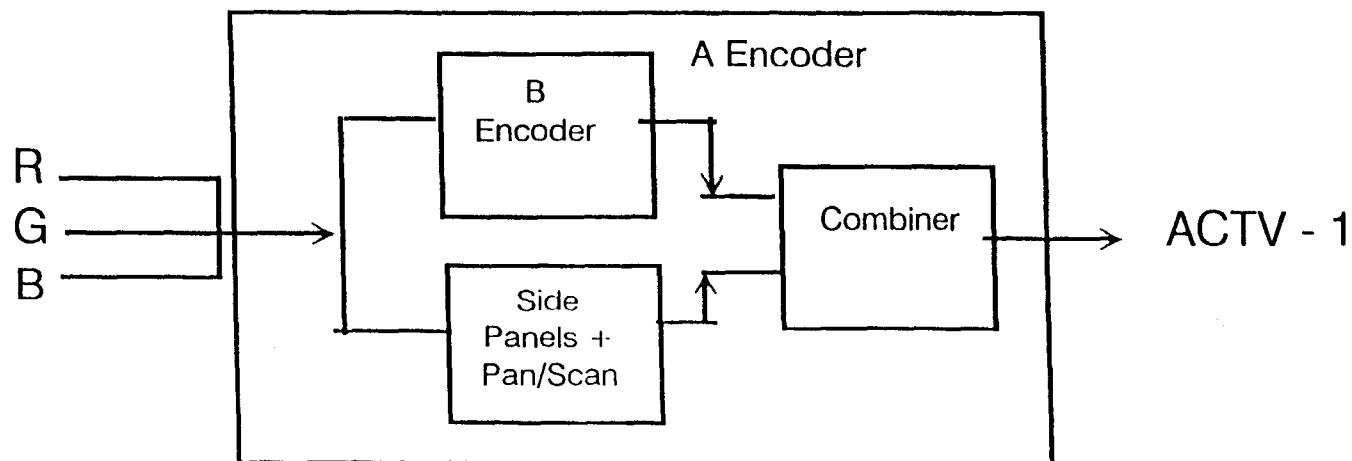 A Encoder
B
Encoder
R
G
B
Combiner
ACTV - 1
Side
Panels +
Pan/Scan